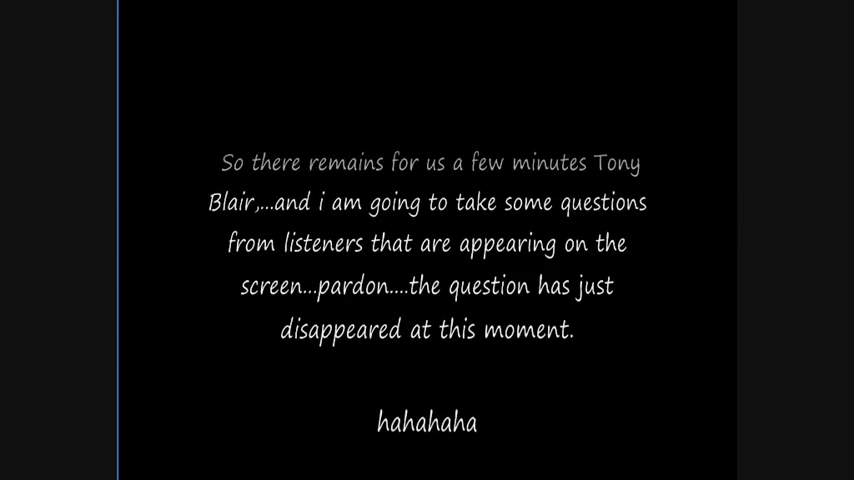 So there remains for us a few minutes Tony
Blair,...and i am going to take some questions
from listeners that are appearing on the
screen...pardon....the question has just
disappeared at this moment.
hahahaha